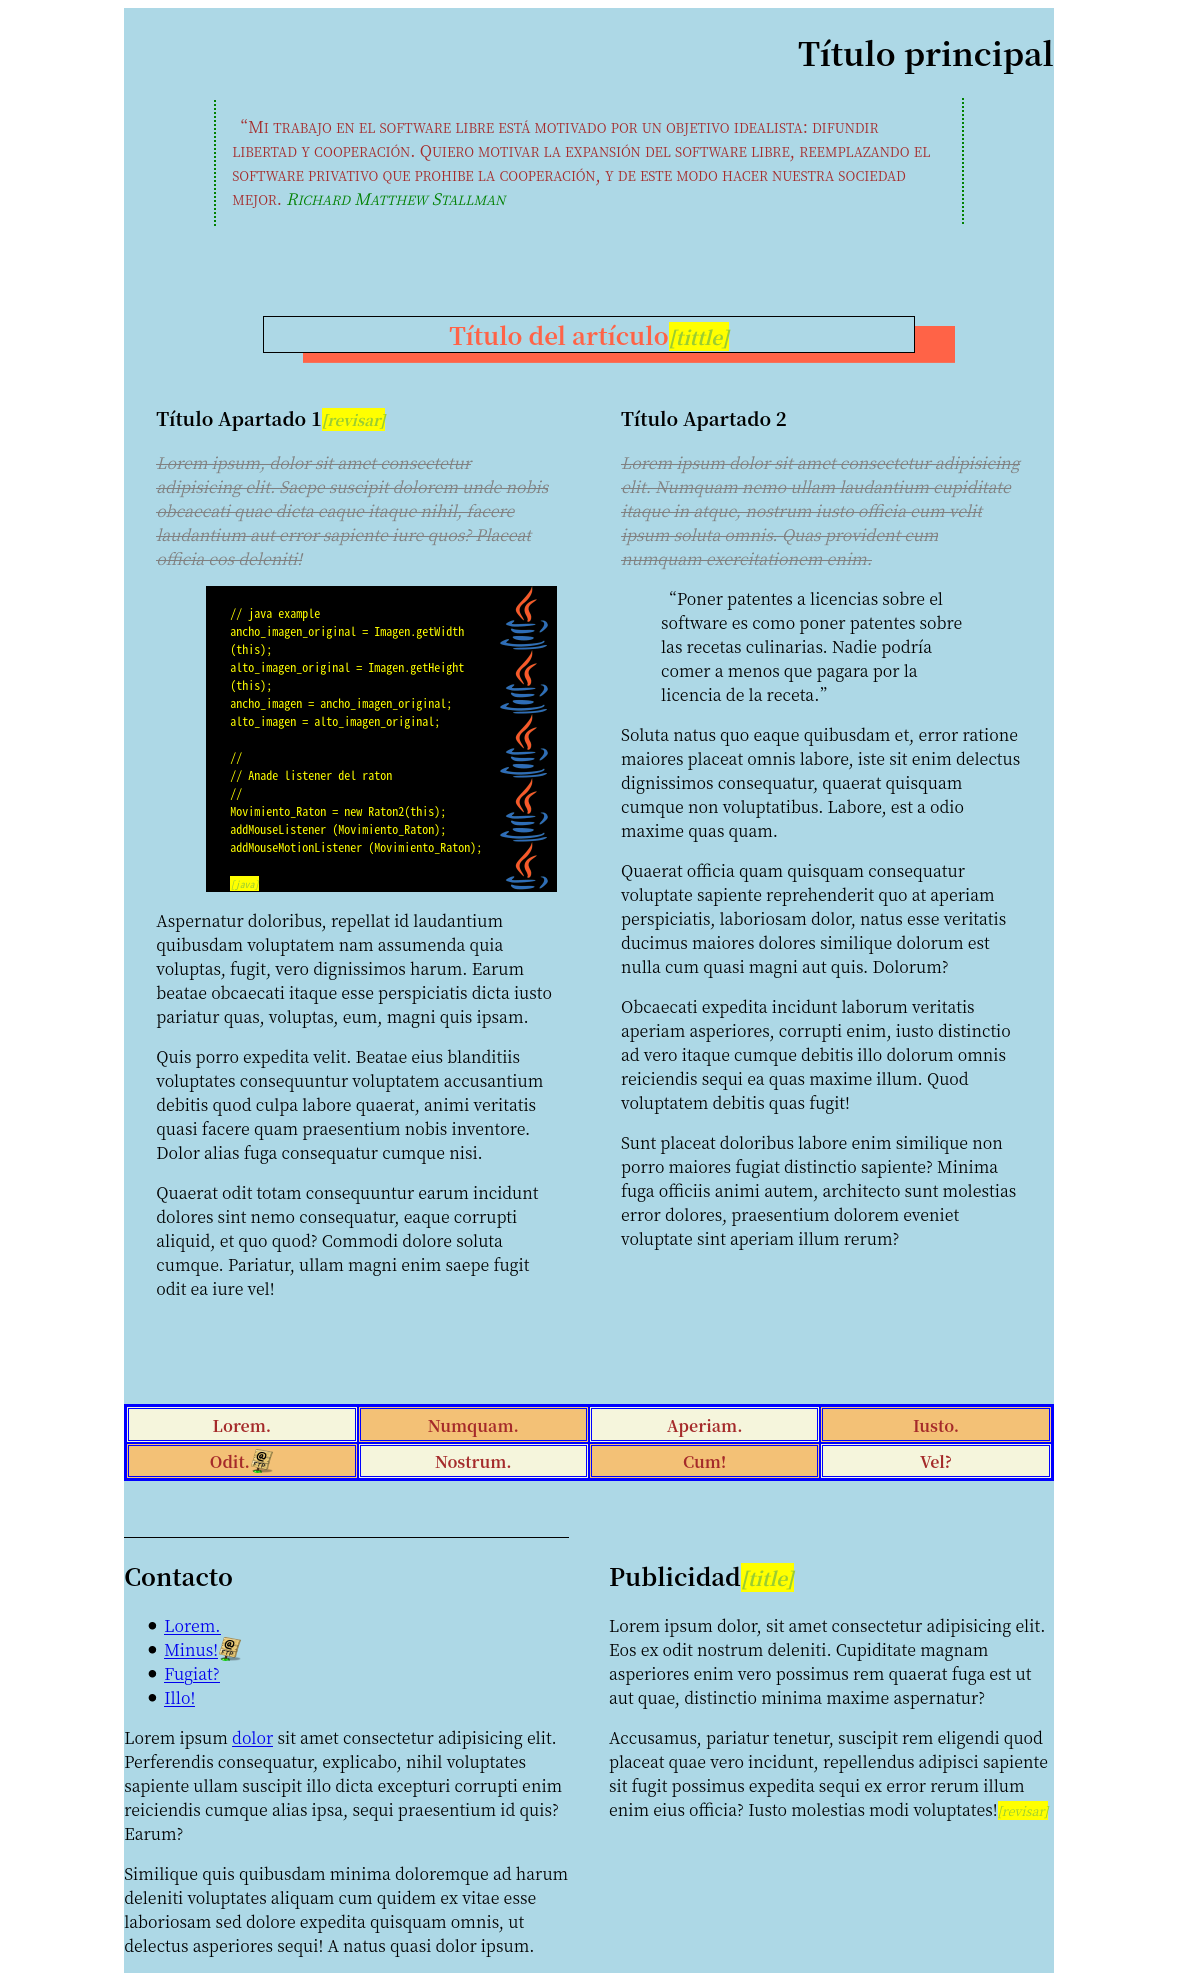 Título principal
“Mi trabajo en el software libre está motivado por un objetivo idealista: difundir
libertad y cooperación. Quiero motivar la expansión del software libre, reemplazando el
software privativo que prohibe la cooperación, y de este modo hacer nuestra sociedad
mejor. Richard Matthew Stallman
Título del artículo[tittle]
Título Apartado 1[revisar]
Lorem ipsum, dolor sit amet consectetur
adipisicing elit. Saepe suscipit dolorem unde nobis
obcaecati quae dicta eaque itaque nihil, facere
laudantium aut error sapiente iure quos? Placeat
officia eos deleniti!
// java example
ancho_imagen_original = Imagen.getWidth
(this);
alto_imagen_original = Imagen.getHeight
(this);
ancho_imagen = ancho_imagen_original;
alto_imagen = alto_imagen_original;
//
// Anade listener del raton
//
Movimiento_Raton = new Raton2(this);
addMouseListener (Movimiento_Raton);
addMouseMotionListener (Movimiento_Raton);
[java]
Aspernatur doloribus, repellat id laudantium
quibusdam voluptatem nam assumenda quia
voluptas, fugit, vero dignissimos harum. Earum
beatae obcaecati itaque esse perspiciatis dicta iusto
pariatur quas, voluptas, eum, magni quis ipsam.
Quis porro expedita velit. Beatae eius blanditiis
voluptates consequuntur voluptatem accusantium
debitis quod culpa labore quaerat, animi veritatis
quasi facere quam praesentium nobis inventore.
Dolor alias fuga consequatur cumque nisi.
Quaerat odit totam consequuntur earum incidunt
dolores sint nemo consequatur, eaque corrupti
aliquid, et quo quod? Commodi dolore soluta
cumque. Pariatur, ullam magni enim saepe fugit
odit ea iure vel!
Título Apartado 2
Lorem ipsum dolor sit amet consectetur adipisicing
elit. Numquam nemo ullam laudantium cupiditate
itaque in atque, nostrum iusto officia eum velit
ipsum soluta omnis. Quas provident cum
numquam exercitationem enim.
“Poner patentes a licencias sobre el
software es como poner patentes sobre
las recetas culinarias. Nadie podría
comer a menos que pagara por la
licencia de la receta.”
Soluta natus quo eaque quibusdam et, error ratione
maiores placeat omnis labore, iste sit enim delectus
dignissimos consequatur, quaerat quisquam
cumque non voluptatibus. Labore, est a odio
maxime quas quam.
Quaerat officia quam quisquam consequatur
voluptate sapiente reprehenderit quo at aperiam
perspiciatis, laboriosam dolor, natus esse veritatis
ducimus maiores dolores similique dolorum est
nulla cum quasi magni aut quis. Dolorum?
Obcaecati expedita incidunt laborum veritatis
aperiam asperiores, corrupti enim, iusto distinctio
ad vero itaque cumque debitis illo dolorum omnis
reiciendis sequi ea quas maxime illum. Quod
voluptatem debitis quas fugit!
Sunt placeat doloribus labore enim similique non
porro maiores fugiat distinctio sapiente? Minima
fuga officiis animi autem, architecto sunt molestias
error dolores, praesentium dolorem eveniet
voluptate sint aperiam illum rerum?
Lorem. Numquam. Aperiam. Iusto.
Odit. @ FTP Nostrum. Cum! Vel?
Contacto
Lorem.
Minus! @ FTP
Fugiat?
Illo!
Lorem ipsum dolor sit amet consectetur adipisicing elit.
Perferendis consequatur, explicabo, nihil voluptates
sapiente ullam suscipit illo dicta excepturi corrupti enim
reiciendis cumque alias ipsa, sequi praesentium id quis?
Earum?
Similique quis quibusdam minima doloremque ad harum
deleniti voluptates aliquam cum quidem ex vitae esse
laboriosam sed dolore expedita quisquam omnis, ut
delectus asperiores sequi! A natus quasi dolor ipsum.
Publicidad[title]
Lorem ipsum dolor, sit amet consectetur adipisicing elit.
Eos ex odit nostrum deleniti. Cupiditate magnam
asperiores enim vero possimus rem quaerat fuga est ut
aut quae, distinctio minima maxime aspernatur?
Accusamus, pariatur tenetur, suscipit rem eligendi quod
placeat quae vero incidunt, repellendus adipisci sapiente
sit fugit possimus expedita sequi ex error rerum illum
enim eius officia? Iusto molestias modi voluptates![revisar]